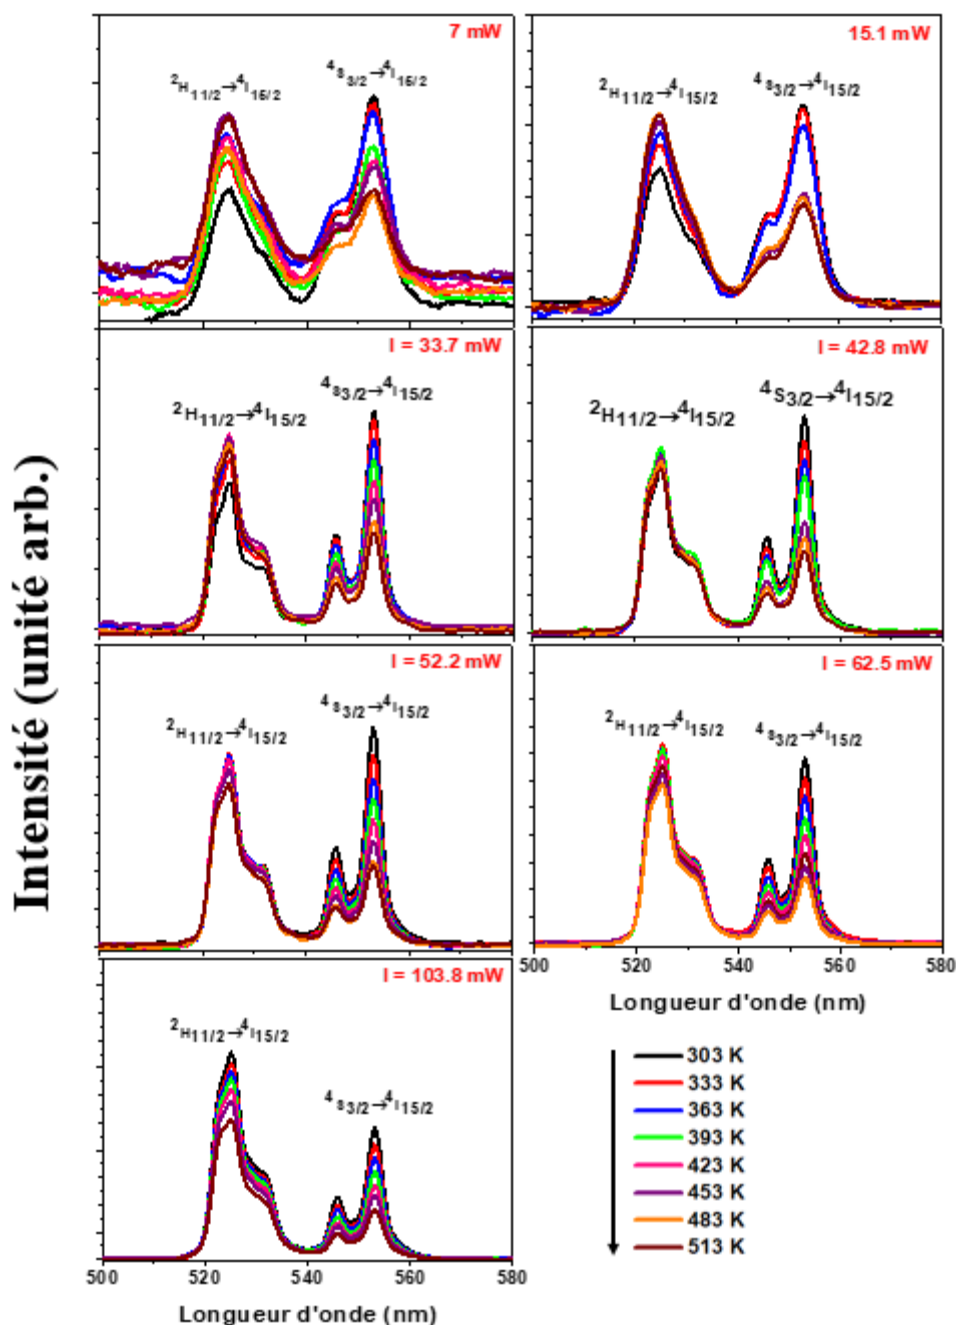 Intensité (unité arb.)
7 mW
²H₁₁/₂→⁴I₁₅/₂
⁴S₃/₂→⁴I₁₅/₂
15.1 mW
²H₁₁/₂→⁴I₁₅/₂
⁴S₃/₂→⁴I₁₅/₂
I = 33.7 mW
²H₁₁/₂→⁴I₁₅/₂
⁴S₃/₂→⁴I₁₅/₂
I = 42.8 mW
²H₁₁/₂→⁴I₁₅/₂
⁴S₃/₂→⁴I₁₅/₂
I = 52.2 mW
²H₁₁/₂→⁴I₁₅/₂
⁴S₃/₂→⁴I₁₅/₂
I = 62.5 mW
²H₁₁/₂→⁴I₁₅/₂
⁴S₃/₂→⁴I₁₅/₂
500 520 540 560 580
Longueur d'onde (nm)
I = 103.8 mW
²H₁₁/₂→⁴I₁₅/₂
⁴S₃/₂→⁴I₁₅/₂
500 520 540 560 580
Longueur d'onde (nm)
303 K
333 K
363 K
393 K
423 K
453 K
483 K
513 K